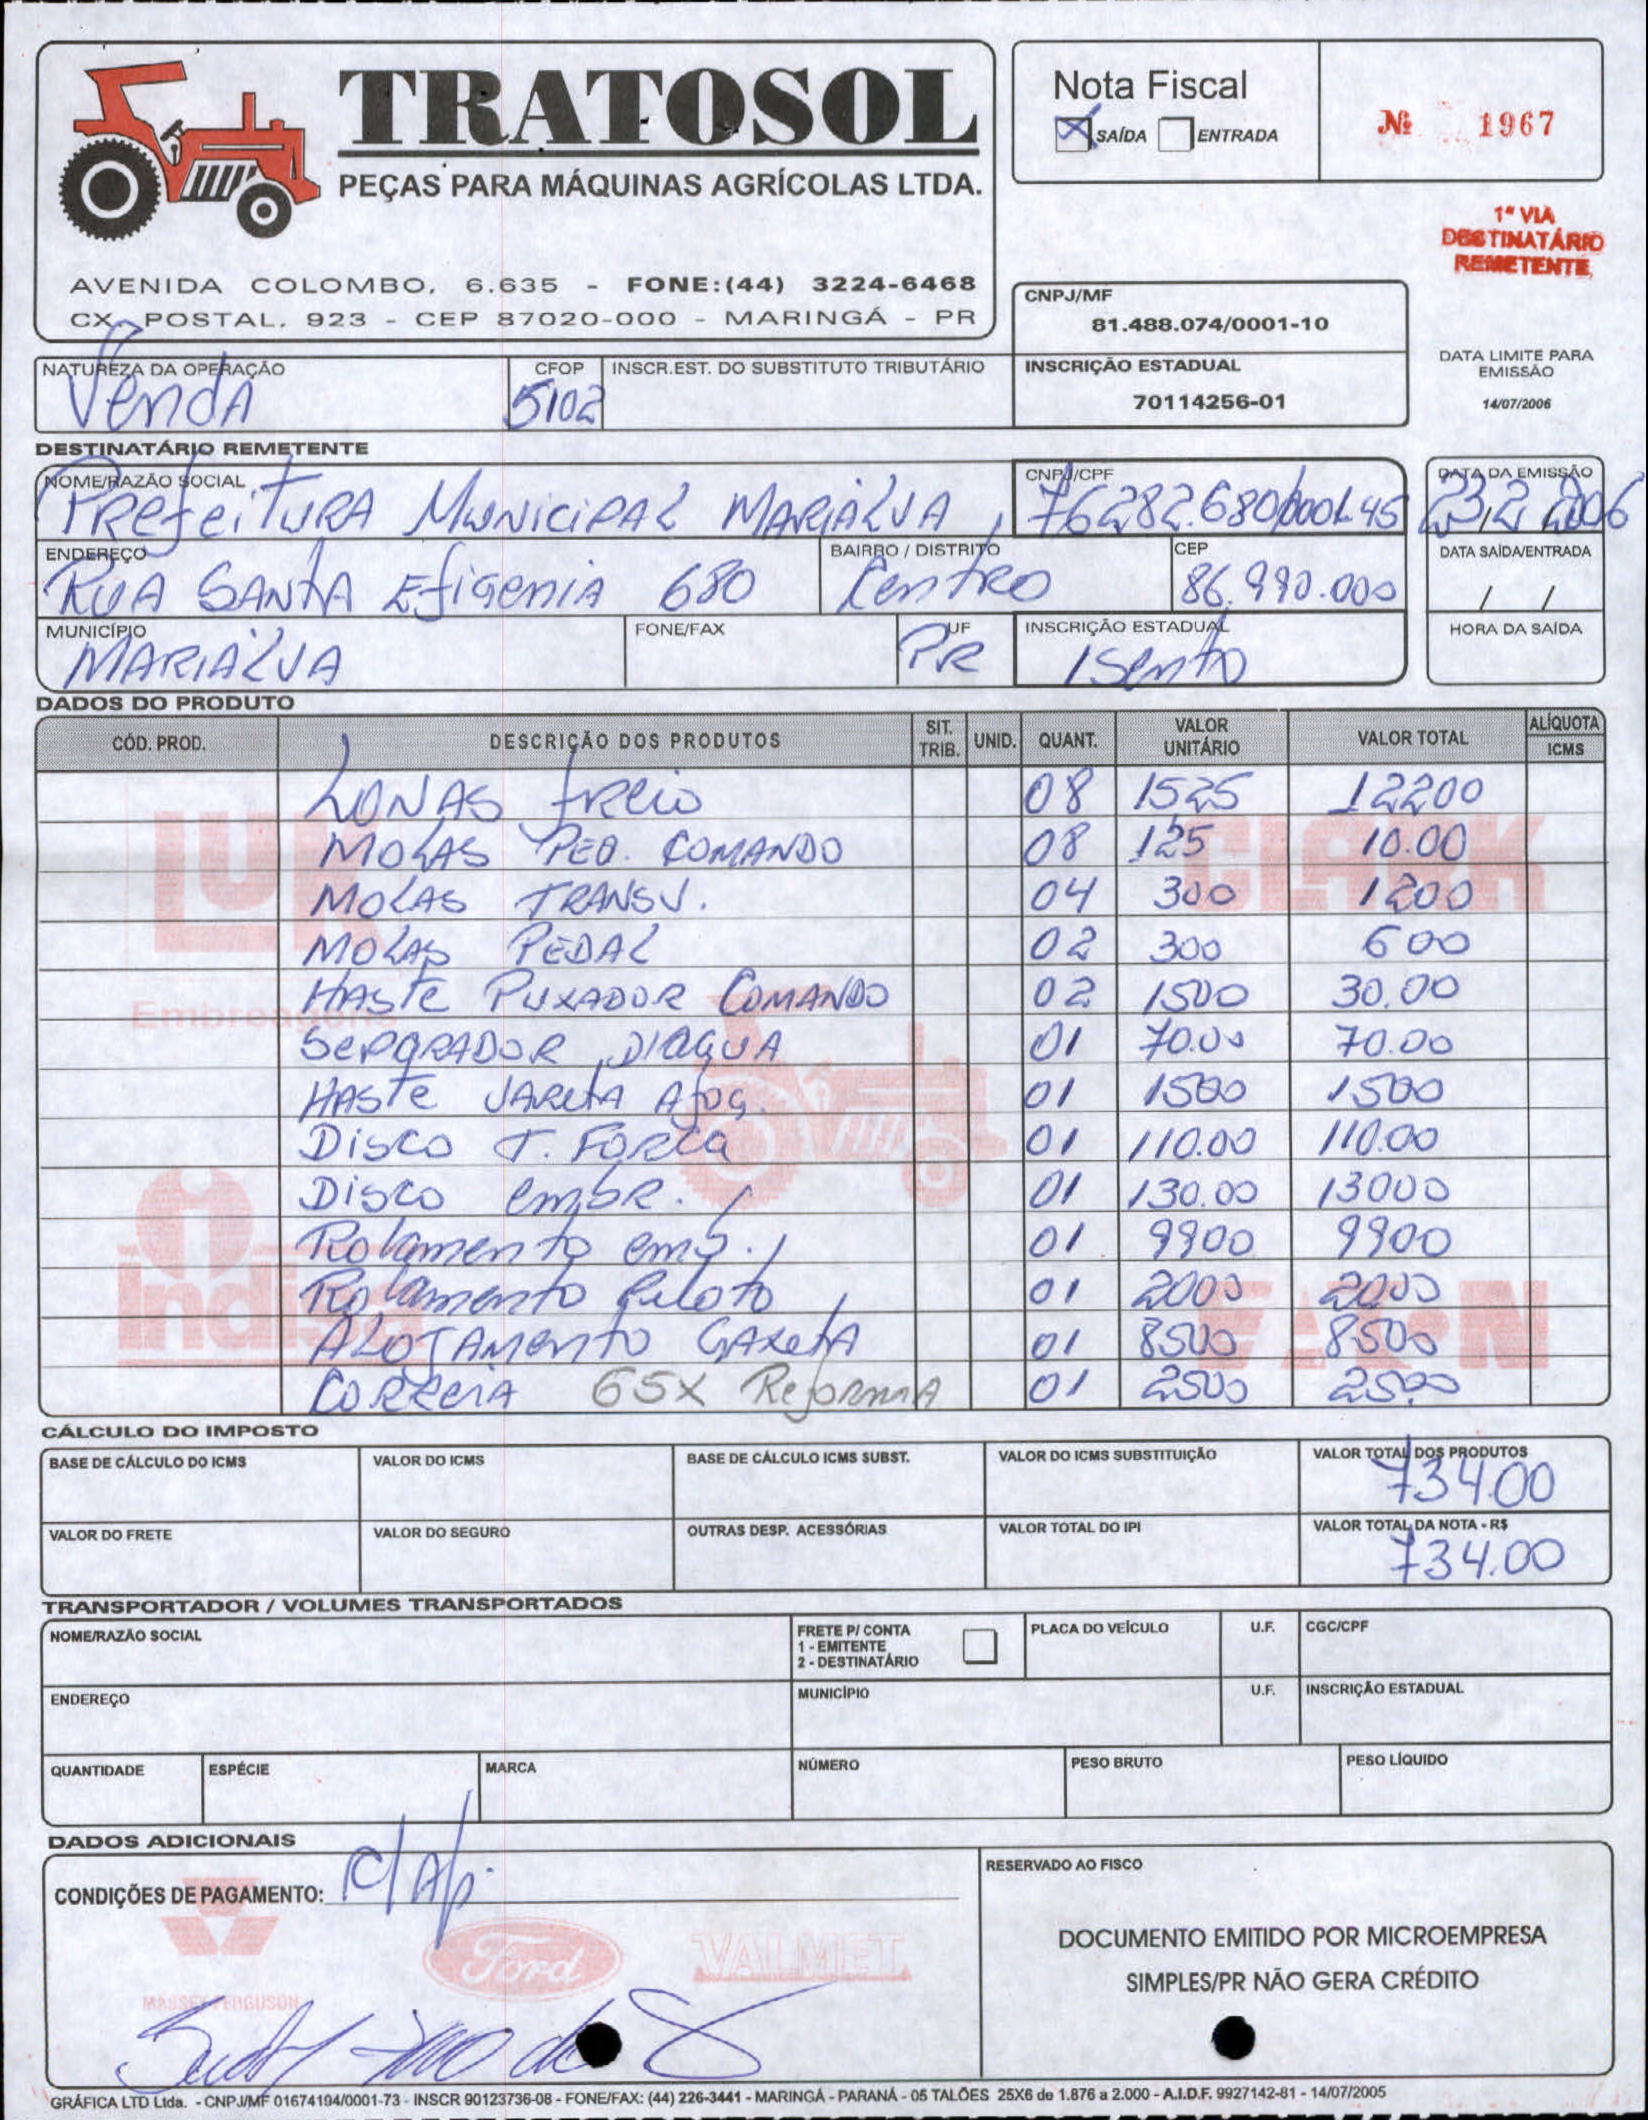 TRATOSOL
PEÇAS PARA MÁQUINAS AGRÍCOLAS LTDA.
AVENIDA COLOMBO, 6.635 - FONE:(44) 3224-6468
CX. POSTAL, 923 - CEP 87020-000 - MARINGÁ - PR
Nota Fiscal
X SAÍDA ENTRADA
Nº 1967
1ª VIA
DESTINATÁRIO
REMETENTE
CNPJ/MF
81.488.074/0001-10
INSCRIÇÃO ESTADUAL
70114256-01
DATA LIMITE PARA
EMISSÃO
14/07/2006
NATUREZA DA OPERAÇÃO CFOP INSCR.EST. DO SUBSTITUTO TRIBUTÁRIO
Venda 5102
DESTINATÁRIO REMETENTE
NOME/RAZÃO SOCIAL CNPJ/CPF DATA DA EMISSÃO
Prefeitura Municipal Marialva 76282.680/0001.45 23/2/2006
ENDEREÇO BAIRRO / DISTRITO CEP DATA SAÍDA/ENTRADA
Rua Santa Efigenia 680 Centro 86.990.000 / /
MUNICÍPIO FONE/FAX UF INSCRIÇÃO ESTADUAL HORA DA SAÍDA
Marialva PR Isento
DADOS DO PRODUTO
CÓD. PROD. DESCRIÇÃO DOS PRODUTOS SIT. TRIB. UNID. QUANT. VALOR UNITÁRIO VALOR TOTAL ALÍQUOTA ICMS
Lonas freio 08 1525 12200
Molas Ped. Comando 08 125 10.00
Molas Transv. 04 300 1200
Molas Pedal 02 300 600
Haste Puxador Comando 02 1500 30.00
Separador D'agua 01 70.00 70.00
Haste Jareta Afog. 01 1500 1500
Disco T. Forca 01 110.00 110.00
Disco embr. 01 130.00 13000
Rolamento emb. 01 9900 9900
Rolamento Piloto 01 2000 2000
Alojamento Gaxeta 01 8500 8500
Correia 65X Reforma 01 2500 2500
LUK
Embreagens
CLARK
Indisa
VARN
CÁLCULO DO IMPOSTO
BASE DE CÁLCULO DO ICMS VALOR DO ICMS BASE DE CÁLCULO ICMS SUBST. VALOR DO ICMS SUBSTITUIÇÃO VALOR TOTAL DOS PRODUTOS
734.00
VALOR DO FRETE VALOR DO SEGURO OUTRAS DESP. ACESSÓRIAS VALOR TOTAL DO IPI VALOR TOTAL DA NOTA - R$
734.00
TRANSPORTADOR / VOLUMES TRANSPORTADOS
NOME/RAZÃO SOCIAL FRETE P/ CONTA PLACA DO VEÍCULO U.F. CGC/CPF
1 - EMITENTE
2 - DESTINATÁRIO
ENDEREÇO MUNICÍPIO U.F. INSCRIÇÃO ESTADUAL
QUANTIDADE ESPÉCIE MARCA NÚMERO PESO BRUTO PESO LÍQUIDO
DADOS ADICIONAIS
CONDIÇÕES DE PAGAMENTO: C/Ap.
MASSEY FERGUSON
Ford
VALMET
RESERVADO AO FISCO
DOCUMENTO EMITIDO POR MICROEMPRESA
SIMPLES/PR NÃO GERA CRÉDITO
GRÁFICA LTD Ltda. - CNPJ/MF 01674194/0001-73 - INSCR 90123736-08 - FONE/FAX: (44) 226-3441 - MARINGÁ - PARANÁ - 05 TALÕES 25X6 de 1.876 a 2.000 - A.I.D.F. 9927142-81 - 14/07/2005